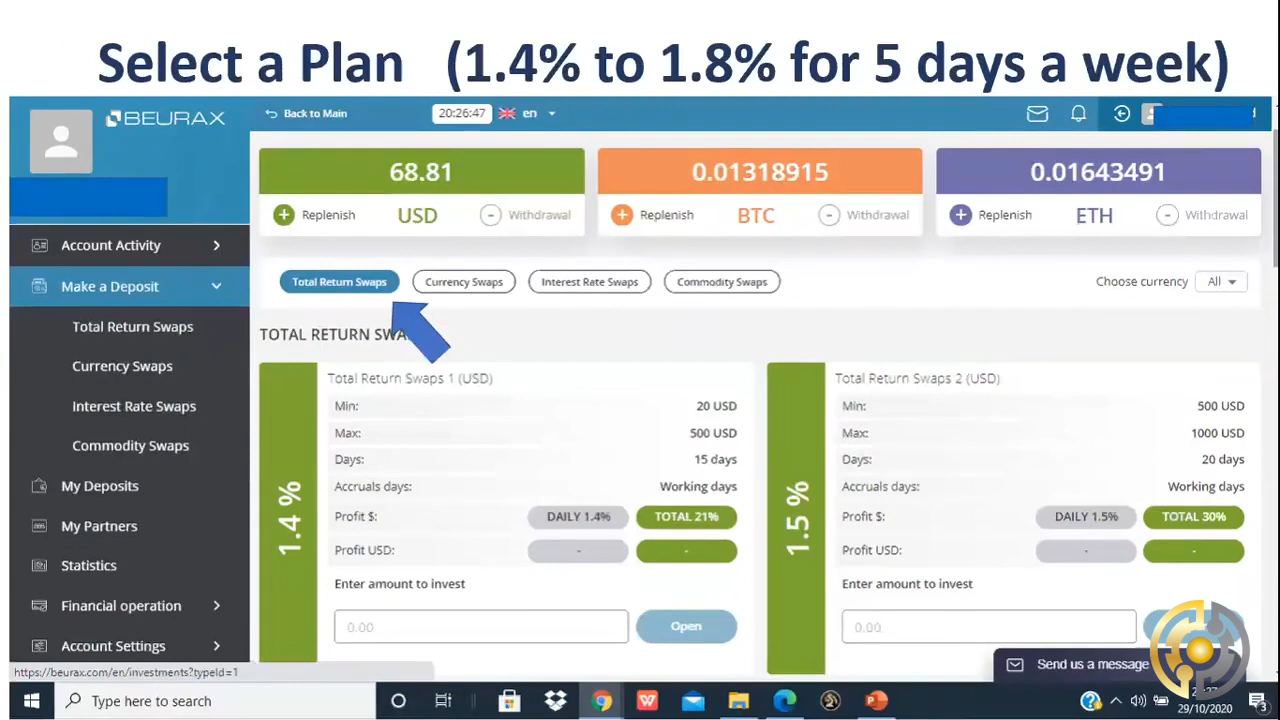 Select a Plan (1.4% to 1.8% for 5 days a week)
BEURAX
Back to Main
20:26:47
en
68.81
0.01318915
0.01643491
Replenish USD Withdrawal
Replenish BTC Withdrawal
Replenish ETH Withdrawal
Account Activity
Make a Deposit
Total Return Swaps
Currency Swaps
Interest Rate Swaps
Commodity Swaps
My Deposits
My Partners
Statistics
Financial operation
Account Settings
Total Return Swaps Currency Swaps Interest Rate Swaps Commodity Swaps
Choose currency All
TOTAL RETURN SWA
1.4 %
Total Return Swaps 1 (USD)
Min: 20 USD
Max: 500 USD
Days: 15 days
Accruals days: Working days
Profit $: DAILY 1.4% TOTAL 21%
Profit USD: - -
Enter amount to invest
0.00 Open
1.5 %
Total Return Swaps 2 (USD)
Min: 500 USD
Max: 1000 USD
Days: 20 days
Accruals days: Working days
Profit $: DAILY 1.5% TOTAL 30%
Profit USD: - -
Enter amount to invest
0.00
Send us a message
https://beurax.com/en/investments?typeId=1
Type here to search
29/10/2020
3